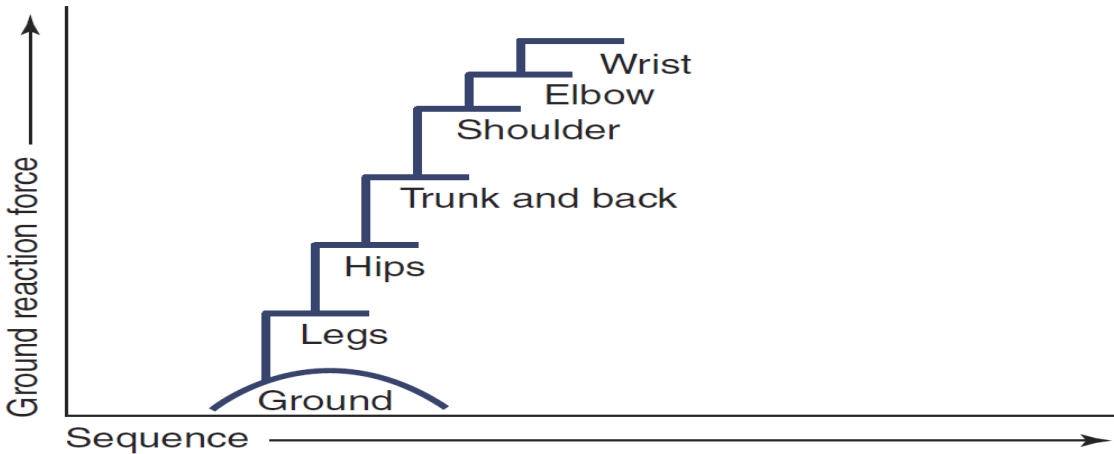 Ground reaction force
Wrist
Elbow
Shoulder
Trunk and back
Hips
Legs
Ground
Sequence